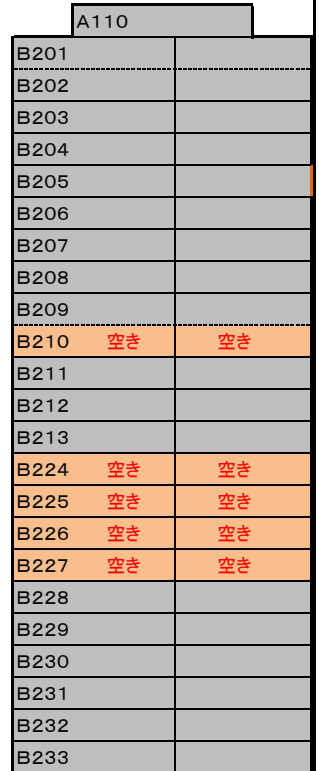 A110
B201
B202
B203
B204
B205
B206
B207
B208
B209
B210 空き 空き
B211
B212
B213
B224 空き 空き
B225 空き 空き
B226 空き 空き
B227 空き 空き
B228
B229
B230
B231
B232
B233